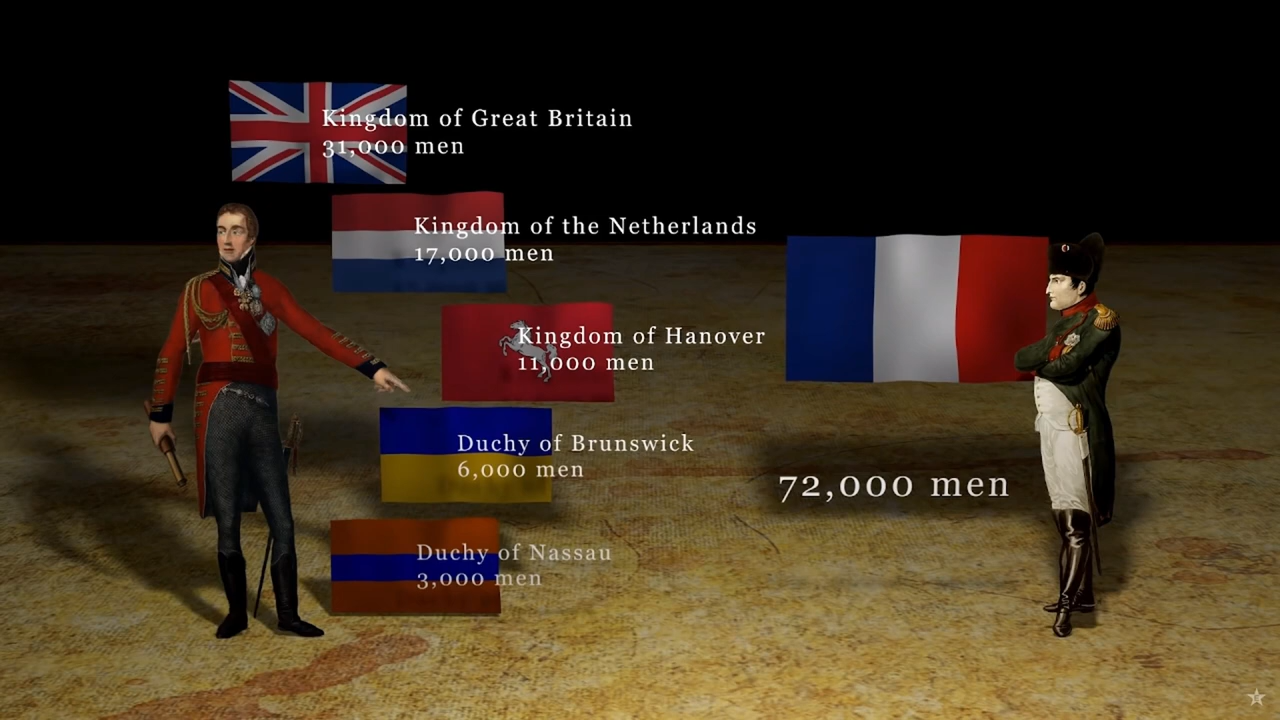 Kingdom of Great Britain
31,000 men
Kingdom of the Netherlands
17,000 men
Kingdom of Hanover
11,000 men
Duchy of Brunswick
6,000 men
Duchy of Nassau
3,000 men
72,000 men